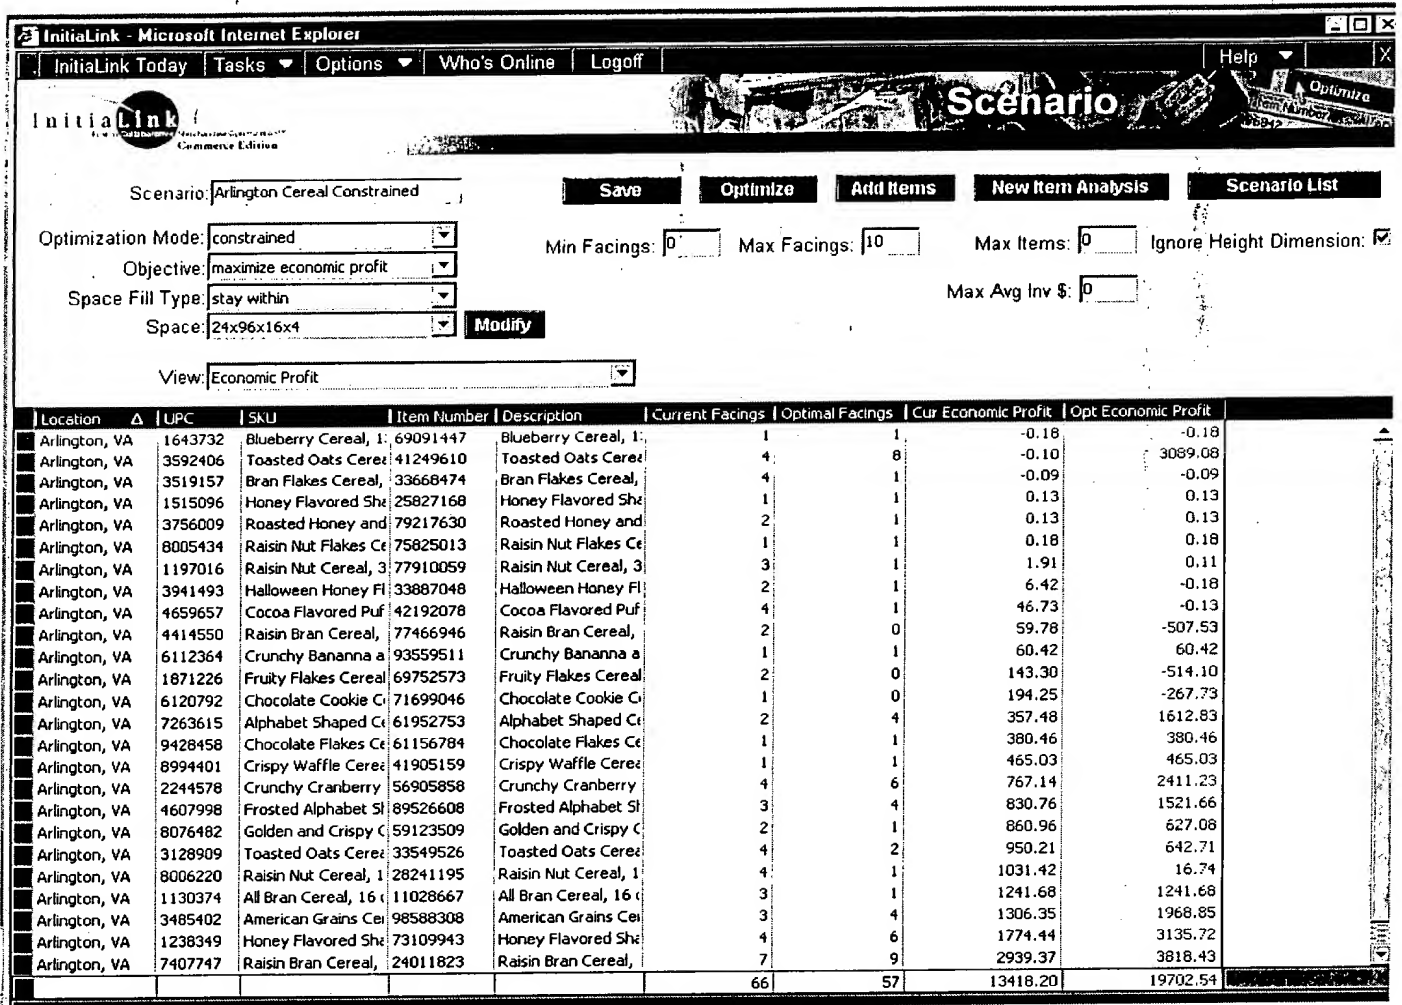 InitiaLink - Microsoft Internet Explorer
InitiaLink Today Tasks Options Who's Online Logoff Help X
InitiaLink
Commerce Edition
Scenario
Optimize
Scenario: Arlington Cereal Constrained Save Optimize Add Items New Item Analysis Scenario List
Optimization Mode: constrained Min Facings: 0 Max Facings: 10 Max Items: 0 Ignore Height Dimension:
Objective: maximize economic profit
Space Fill Type: stay within Max Avg Inv $: 0
Space: 24x96x16x4 Modify
View: Economic Profit
Location Δ UPC SKU Item Number Description Current Facings Optimal Facings Cur Economic Profit Opt Economic Profit
Arlington, VA 1643732 Blueberry Cereal, 1: 69091447 Blueberry Cereal, 1: 1 1 -0.18 -0.18
Arlington, VA 3592406 Toasted Oats Cerea 41249610 Toasted Oats Cerea 4 8 -0.10 3089.08
Arlington, VA 3519157 Bran Flakes Cereal, 33668474 Bran Flakes Cereal, 4 1 -0.09 -0.09
Arlington, VA 1515096 Honey Flavored Sha 25827168 Honey Flavored Sha 1 1 0.13 0.13
Arlington, VA 3756009 Roasted Honey and 79217630 Roasted Honey and 2 1 0.13 0.13
Arlington, VA 8005434 Raisin Nut Flakes Ce 75825013 Raisin Nut Flakes Ce 1 1 0.18 0.18
Arlington, VA 1197016 Raisin Nut Cereal, 3 77910059 Raisin Nut Cereal, 3 3 1 1.91 0.11
Arlington, VA 3941493 Halloween Honey Fl 33887048 Halloween Honey Fl 2 1 6.42 -0.18
Arlington, VA 4659657 Cocoa Flavored Puf 42192078 Cocoa Flavored Puf 4 1 46.73 -0.13
Arlington, VA 4414550 Raisin Bran Cereal, 77466946 Raisin Bran Cereal, 2 0 59.78 -507.53
Arlington, VA 6112364 Crunchy Bananna a 93559511 Crunchy Bananna a 1 1 60.42 60.42
Arlington, VA 1871226 Fruity Flakes Cereal 69752573 Fruity Flakes Cereal 2 0 143.30 -514.10
Arlington, VA 6120792 Chocolate Cookie C 71699046 Chocolate Cookie C 1 0 194.25 -267.73
Arlington, VA 7263615 Alphabet Shaped Ce 61952753 Alphabet Shaped Ce 2 4 357.48 1612.83
Arlington, VA 9428458 Chocolate Flakes Ce 61156784 Chocolate Flakes Ce 1 1 380.46 380.46
Arlington, VA 8994401 Crispy Waffle Cerea 41905159 Crispy Waffle Cerea 1 1 465.03 465.03
Arlington, VA 2244578 Crunchy Cranberry 56905858 Crunchy Cranberry 4 6 767.14 2411.23
Arlington, VA 4607998 Frosted Alphabet Sh 89526608 Frosted Alphabet Sh 3 4 830.76 1521.66
Arlington, VA 8076482 Golden and Crispy C 59123509 Golden and Crispy C 2 1 860.96 627.08
Arlington, VA 3128909 Toasted Oats Cerea 33549526 Toasted Oats Cerea 4 2 950.21 642.71
Arlington, VA 8006220 Raisin Nut Cereal, 1 28241195 Raisin Nut Cereal, 1 4 1 1031.42 16.74
Arlington, VA 1130374 All Bran Cereal, 16 o 11028667 All Bran Cereal, 16 o 3 1 1241.68 1241.68
Arlington, VA 3485402 American Grains Cer 98588308 American Grains Cer 3 4 1306.35 1968.85
Arlington, VA 1238349 Honey Flavored Sha 73109943 Honey Flavored Sha 4 6 1774.44 3135.72
Arlington, VA 7407747 Raisin Bran Cereal, 24011823 Raisin Bran Cereal, 7 9 2939.37 3818.43
66 57 13418.20 19702.54